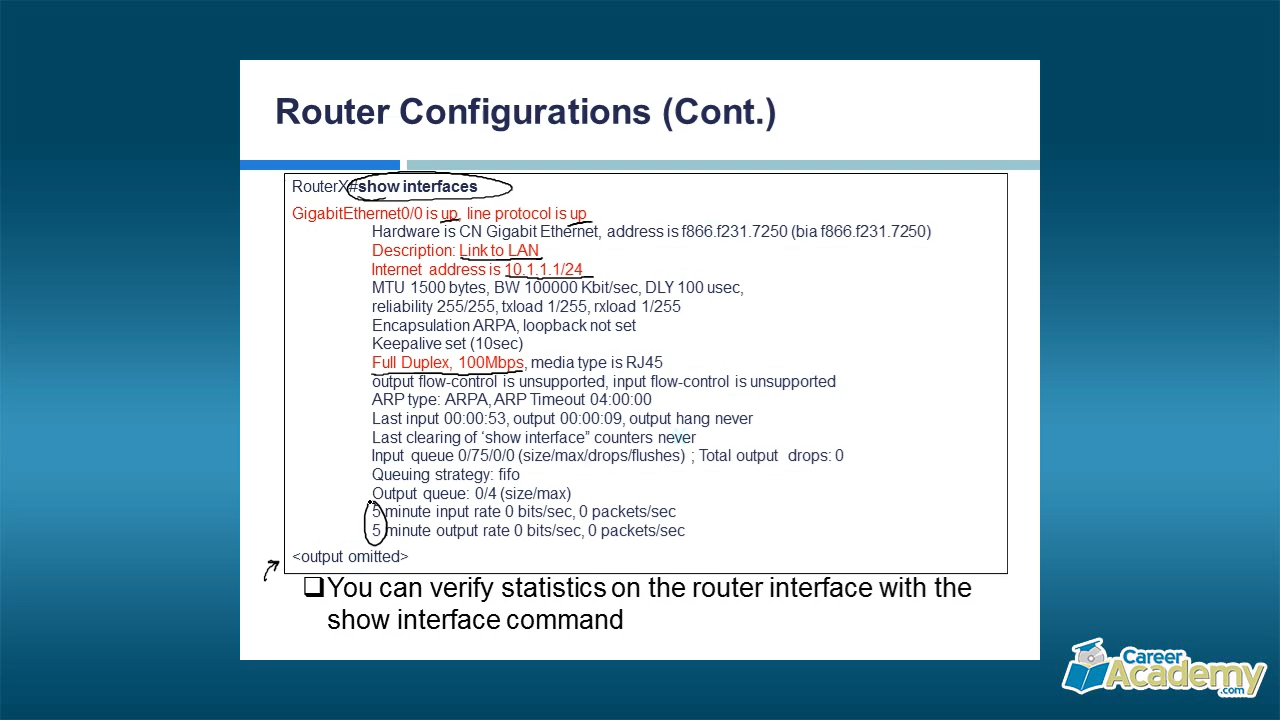 Router Configurations (Cont.)
RouterX#show interfaces
GigabitEthernet0/0 is up, line protocol is up
Hardware is CN Gigabit Ethernet, address is f866.f231.7250 (bia f866.f231.7250)
Description: Link to LAN
Internet address is 10.1.1.1/24
MTU 1500 bytes, BW 100000 Kbit/sec, DLY 100 usec,
reliability 255/255, txload 1/255, rxload 1/255
Encapsulation ARPA, loopback not set
Keepalive set (10sec)
Full Duplex, 100Mbps, media type is RJ45
output flow-control is unsupported, input flow-control is unsupported
ARP type: ARPA, ARP Timeout 04:00:00
Last input 00:00:53, output 00:00:09, output hang never
Last clearing of ‘show interface” counters never
Input queue 0/75/0/0 (size/max/drops/flushes) ; Total output drops: 0
Queuing strategy: fifo
Output queue: 0/4 (size/max)
5 minute input rate 0 bits/sec, 0 packets/sec
5 minute output rate 0 bits/sec, 0 packets/sec
<output omitted>
❑You can verify statistics on the router interface with the
show interface command
Career
Academy
.com